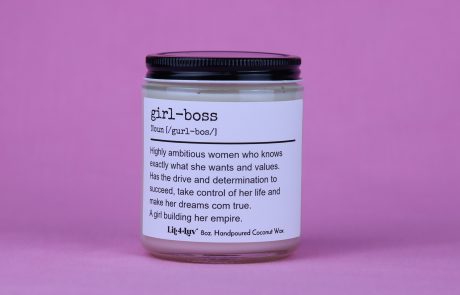 girl-boss
Noun [/gurl-bos/]
Highly ambitious women who knows
exactly what she wants and values.
Has the drive and determination to
succeed, take control of her life and
make her dreams com true.
A girl building her empire.
Lit4Luv 8oz. Handpoured Coconut Wax